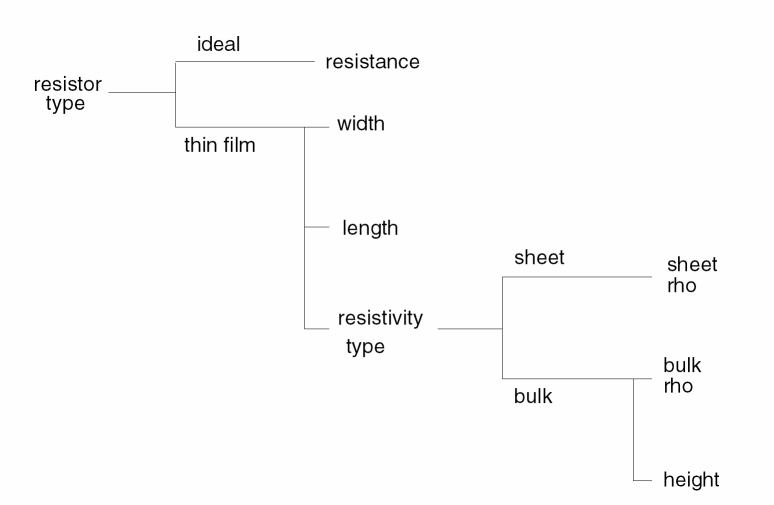 ideal
resistance
resistor
type
width
thin film
length
sheet
sheet
rho
resistivity
type
bulk
rho
bulk
height